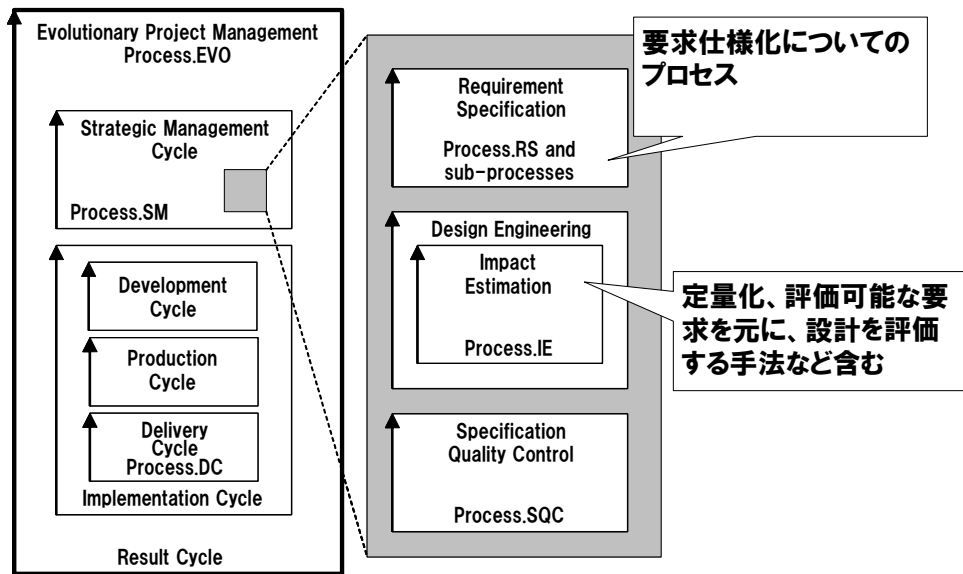 Evolutionary Project Management
Process.EVO
Strategic Management
Cycle
Process.SM
Development
Cycle
Production
Cycle
Delivery
Cycle
Process.DC
Implementation Cycle
Result Cycle
Requirement
Specification
Process.RS and
sub-processes
Design Engineering
Impact
Estimation
Process.IE
Specification
Quality Control
Process.SQC
要求仕様化についての
プロセス
定量化、評価可能な要
求を元に、設計を評価
する手法など含む